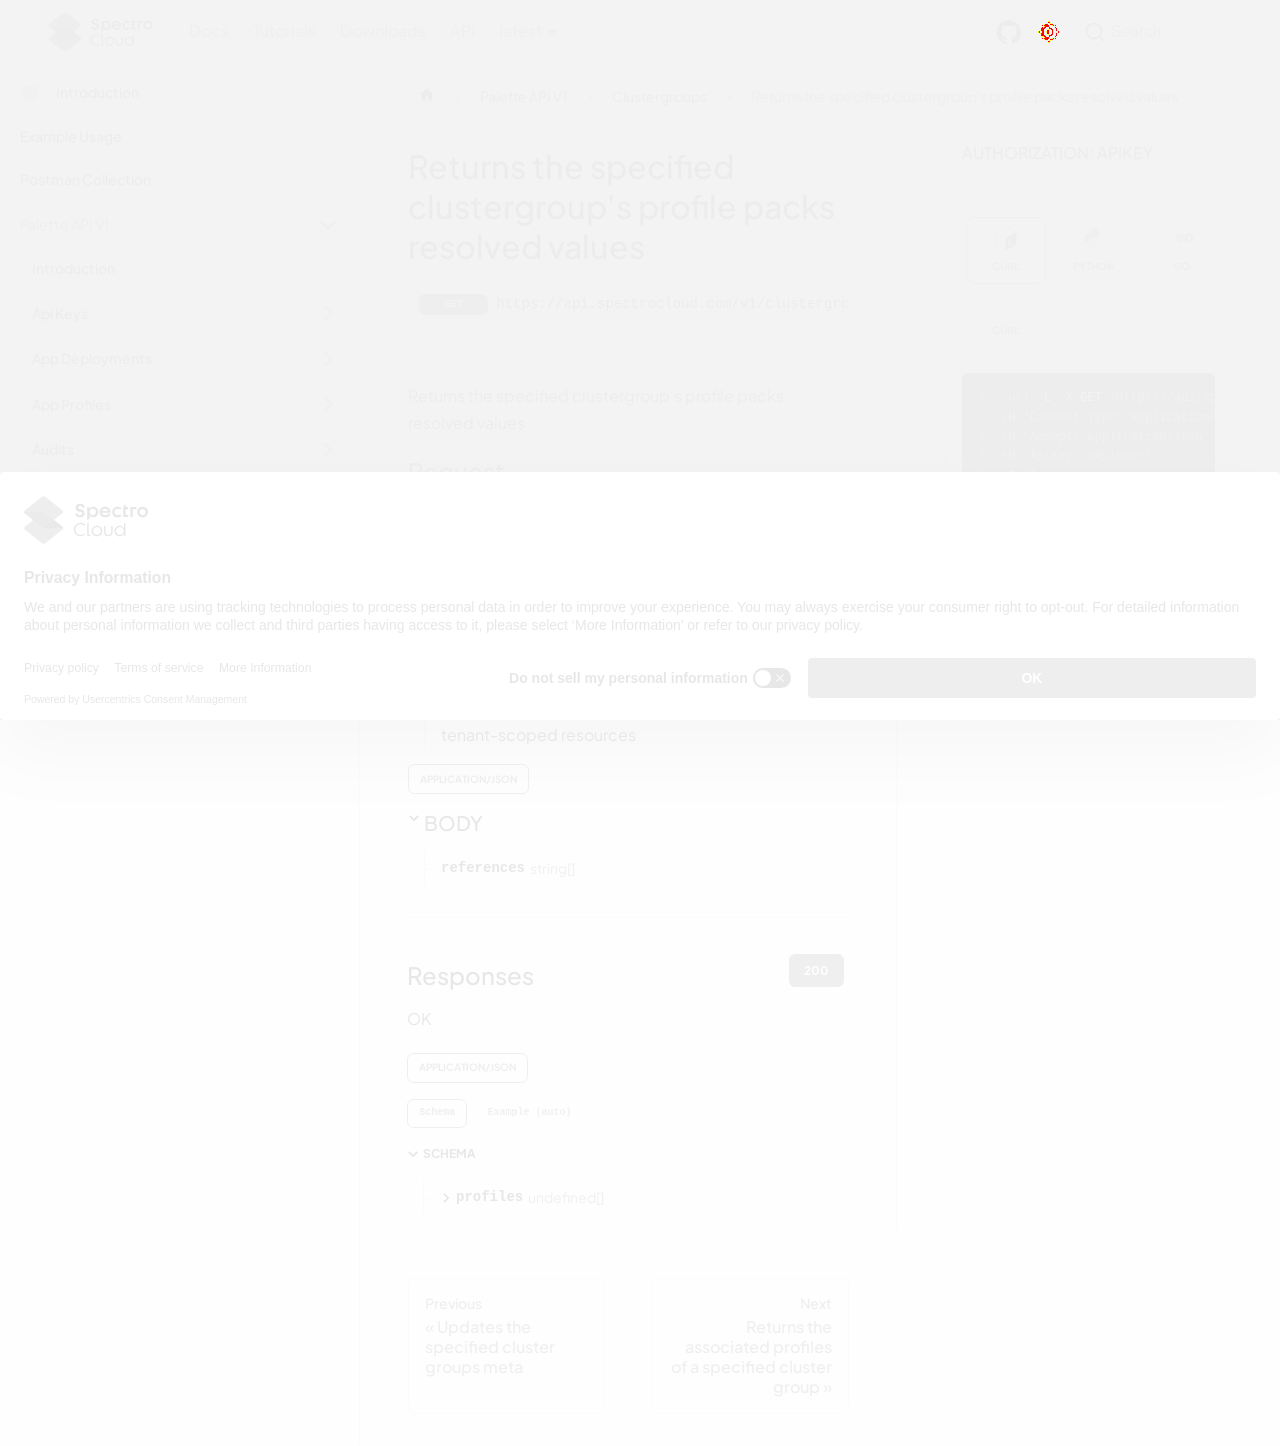 Spectro
Cloud
Docs
Tutorials
Downloads
API
latest
Search
Introduction
Example Usage
Postman Collection
Palette API V1
Introduction
Api Keys
App Deployments
App Profiles
Audits
Palette API V1
Clustergroups
Returns the specified clustergroup's profile packs resolved values
Returns the specified
clustergroup's profile packs
resolved values
GET
https://api.spectrocloud.com/v1/clustergr
Returns the specified clustergroup's profile packs
resolved values
Request
AUTHORIZATION: APIKEY
CURL
PYTHON
GO
CURL
Spectro
Cloud
Privacy Information
We and our partners are using tracking technologies to process personal data in order to improve your experience. You may always exercise your consumer right to opt-out. For detailed information
about personal information we collect and third parties having access to it, please select 'More Information' or refer to our privacy policy.
Privacy policy
Terms of service
More Information
Powered by Usercentrics Consent Management
Do not sell my personal information
OK
tenant-scoped resources
APPLICATION/JSON
BODY
references string[]
Responses
200
OK
APPLICATION/JSON
Schema
Example (auto)
SCHEMA
profiles undefined[]
Previous
« Updates the
specified cluster
groups meta
Next
Returns the
associated profiles
of a specified cluster
group »